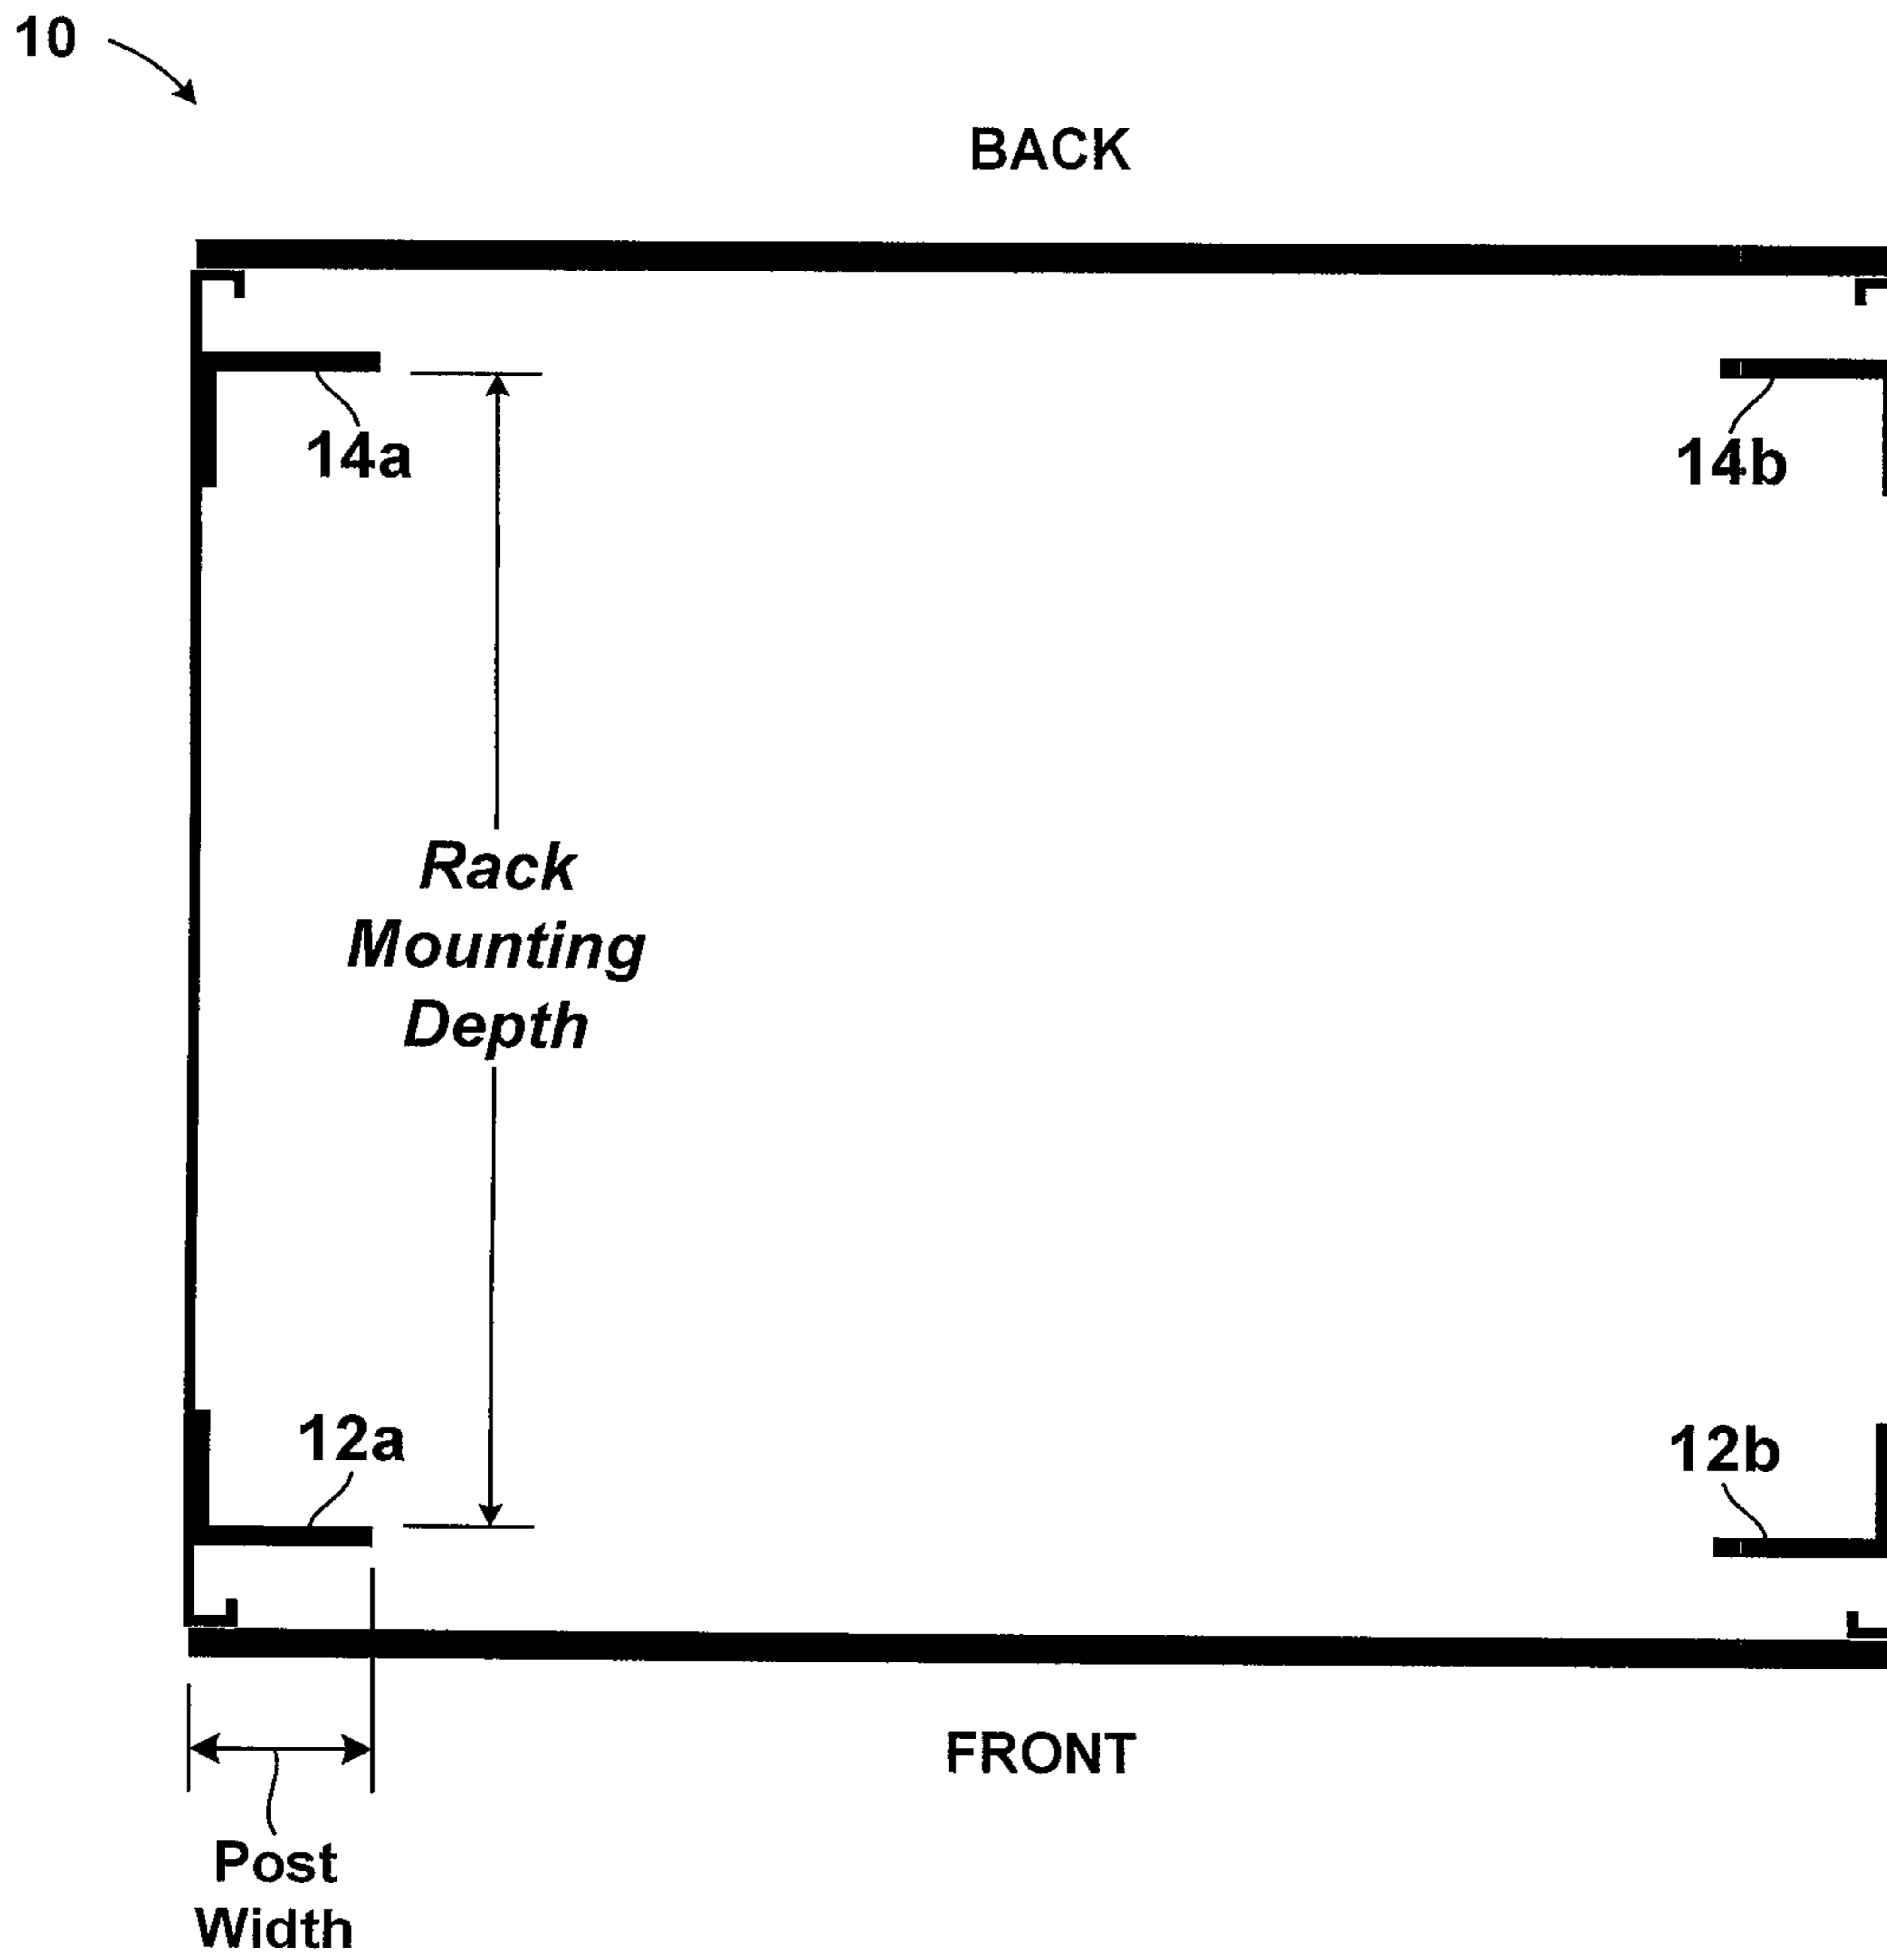 10
BACK
14a
14b
Rack
Mounting
Depth
12a
12b
FRONT
Post
Width